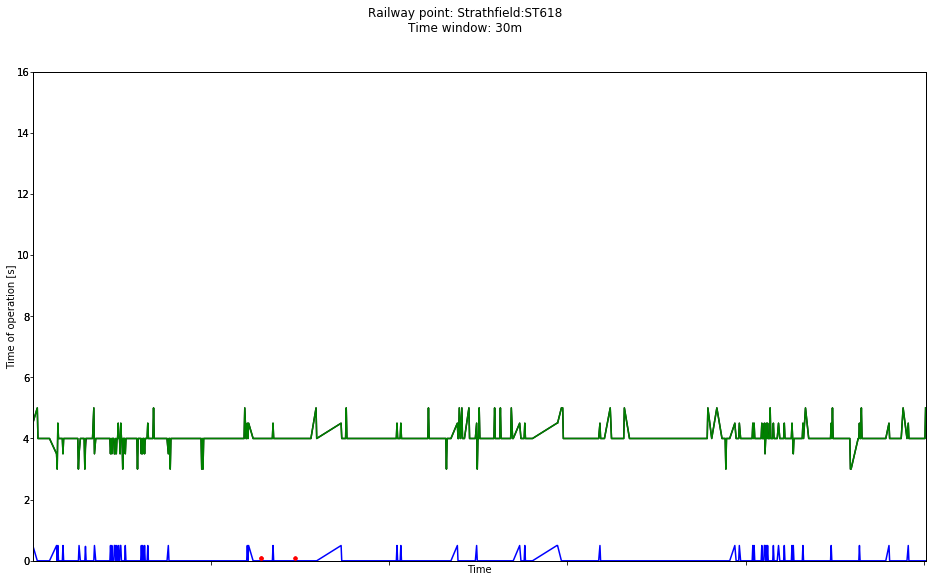 Railway point: Strathfield:ST618
Time window: 30m
16
14
12
10
8
6
4
2
0
Time of operation [s]
Time